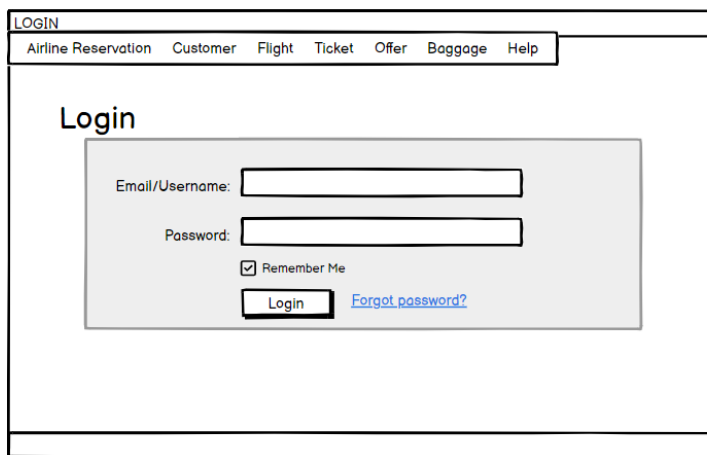 LOGIN
Airline Reservation Customer Flight Ticket Offer Baggage Help
Login
Email/Username:
Password:
Remember Me
Login Forgot password?